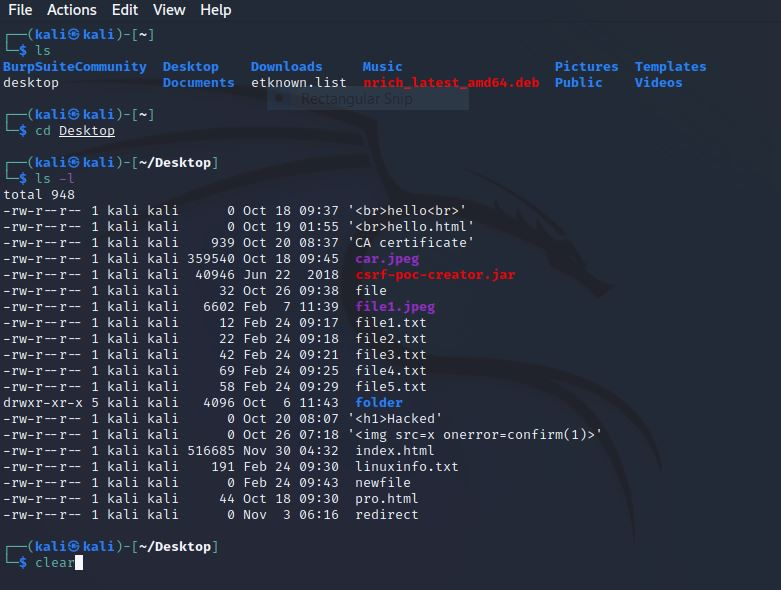 File Actions Edit View Help
┌──(kali㉿kali)-[~]
└─$ ls
BurpSuiteCommunity Desktop Downloads Music Pictures Templates
desktop Documents etknown.list nrich_latest_amd64.deb Public Videos
Rectangular Snip
┌──(kali㉿kali)-[~]
└─$ cd Desktop
┌──(kali㉿kali)-[~/Desktop]
└─$ ls -l
total 948
-rw-r--r-- 1 kali kali 0 Oct 18 09:37 '<br>hello<br>'
-rw-r--r-- 1 kali kali 0 Oct 19 01:55 '<br>hello.html'
-rw-r--r-- 1 kali kali 939 Oct 20 08:37 'CA certificate'
-rw-r--r-- 1 kali kali 359540 Oct 18 09:45 car.jpeg
-rw-r--r-- 1 kali kali 40946 Jun 22 2018 csrf-poc-creator.jar
-rw-r--r-- 1 kali kali 32 Oct 26 09:38 file
-rw-r--r-- 1 kali kali 6602 Feb 7 11:39 file1.jpeg
-rw-r--r-- 1 kali kali 12 Feb 24 09:17 file1.txt
-rw-r--r-- 1 kali kali 22 Feb 24 09:18 file2.txt
-rw-r--r-- 1 kali kali 42 Feb 24 09:21 file3.txt
-rw-r--r-- 1 kali kali 69 Feb 24 09:25 file4.txt
-rw-r--r-- 1 kali kali 58 Feb 24 09:29 file5.txt
drwxr-xr-x 5 kali kali 4096 Oct 6 11:43 folder
-rw-r--r-- 1 kali kali 0 Oct 20 08:07 '<h1>Hacked'
-rw-r--r-- 1 kali kali 0 Oct 26 07:18 '<img src=x onerror=confirm(1)>'
-rw-r--r-- 1 kali kali 516685 Nov 30 04:32 index.html
-rw-r--r-- 1 kali kali 191 Feb 24 09:30 linuxinfo.txt
-rw-r--r-- 1 kali kali 0 Feb 24 09:43 newfile
-rw-r--r-- 1 kali kali 44 Oct 18 09:30 pro.html
-rw-r--r-- 1 kali kali 0 Nov 3 06:16 redirect
┌──(kali㉿kali)-[~/Desktop]
└─$ clear